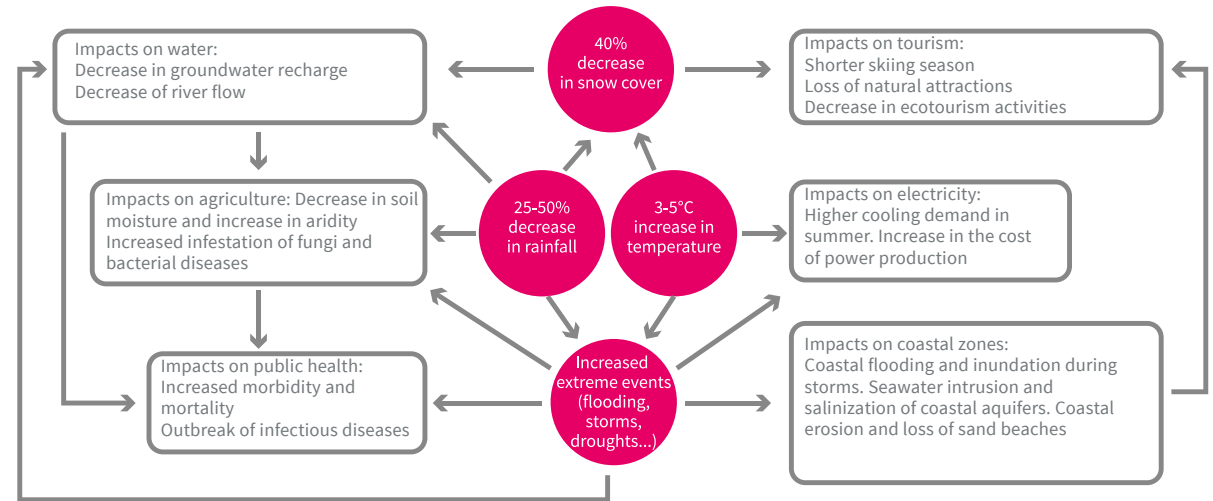 Impacts on water:
Decrease in groundwater recharge
Decrease of river flow
40%
decrease
in snow cover
Impacts on tourism:
Shorter skiing season
Loss of natural attractions
Decrease in ecotourism activities
Impacts on agriculture: Decrease in soil
moisture and increase in aridity
Increased infestation of fungi and
bacterial diseases
25-50%
decrease
in rainfall
3-5°C
increase in
temperature
Impacts on electricity:
Higher cooling demand in
summer. Increase in the cost
of power production
Impacts on public health:
Increased morbidity and
mortality
Outbreak of infectious diseases
Increased
extreme events
(flooding,
storms,
droughts...)
Impacts on coastal zones:
Coastal flooding and inundation during
storms. Seawater intrusion and
salinization of coastal aquifers. Coastal
erosion and loss of sand beaches